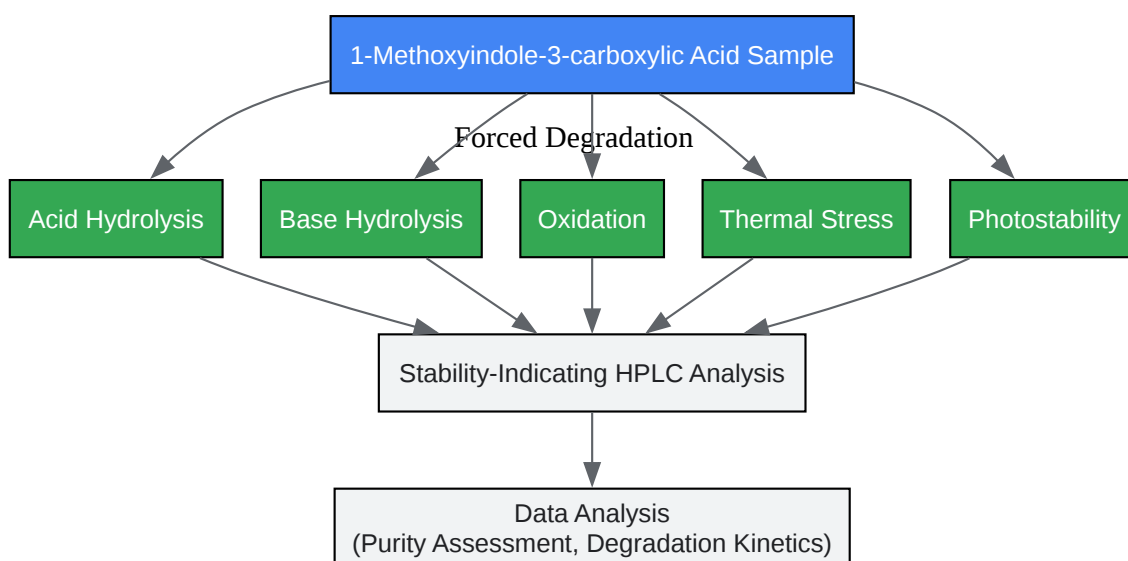 1-Methoxyindole-3-carboxylic Acid Sample
Forced Degradation
Acid Hydrolysis
Base Hydrolysis
Oxidation
Thermal Stress
Photostability
Stability-Indicating HPLC Analysis
Data Analysis
(Purity Assessment, Degradation Kinetics)